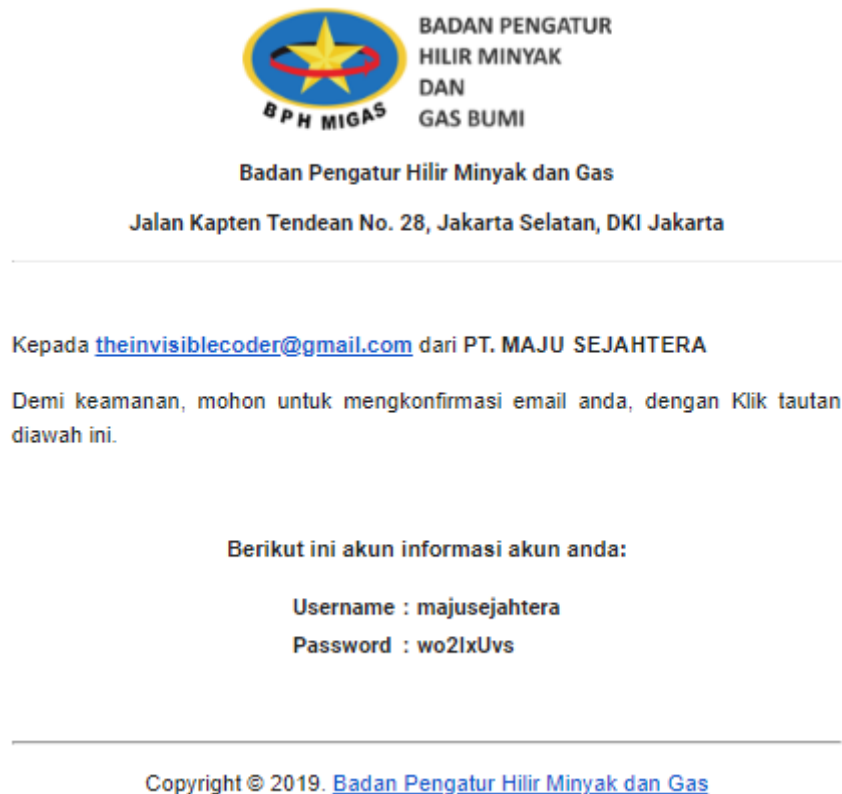 BADAN PENGATUR
HILIR MINYAK
DAN
GAS BUMI
BPH MIGAS
Badan Pengatur Hilir Minyak dan Gas
Jalan Kapten Tendean No. 28, Jakarta Selatan, DKI Jakarta
Kepada theinvisiblecoder@gmail.com dari PT. MAJU SEJAHTERA
Demi keamanan, mohon untuk mengkonfirmasi email anda, dengan Klik tautan
diawah ini.
Berikut ini akun informasi akun anda:
Username : majusejahtera
Password : wo2IxUvs
Copyright © 2019. Badan Pengatur Hilir Minyak dan Gas